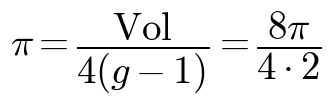 π = Vol / 4(g − 1) = 8π / 4 · 2